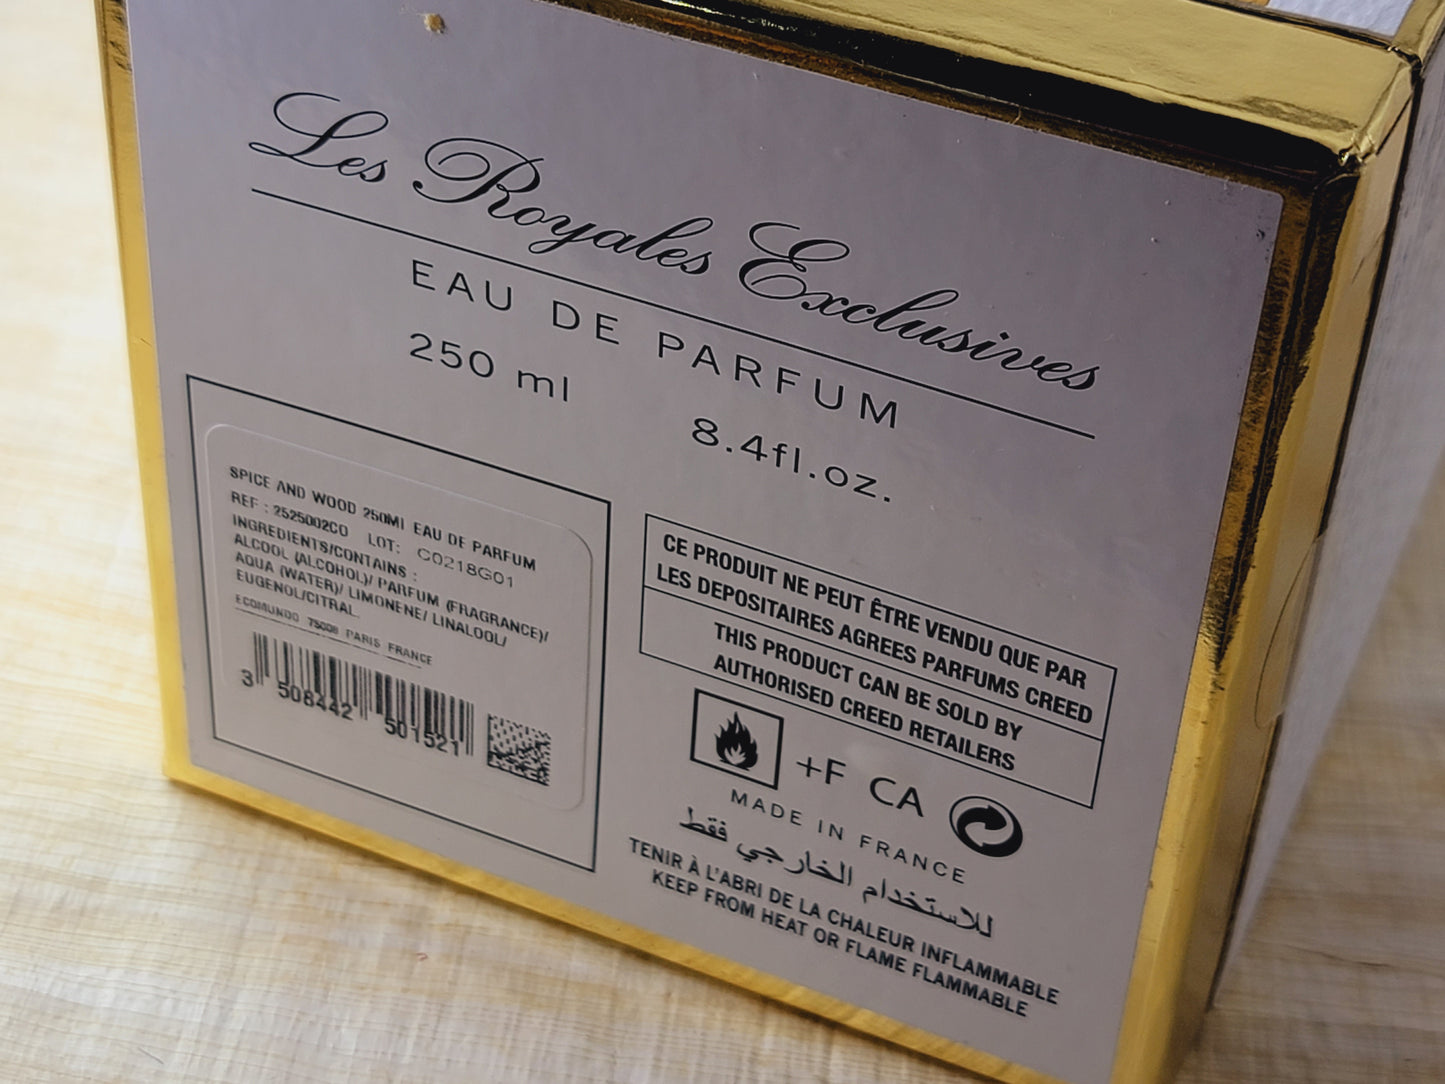 Les Royales Exclusives
EAU DE PARFUM
250 ml 8.4fl.oz.
SPICE AND WOOD 250Ml EAU DE PARFUM
REF : 2525002CO LOT: C0218G01
INGREDIENTS/CONTAINS :
ALCOOL (ALCOHOL)/ PARFUM (FRAGRANCE)/
AQUA (WATER)/ LIMONENE/ LINALOOL/
EUGENOL/CITRAL
ECOMUNDO 75008 PARIS FRANCE
3 508442 501521
CE PRODUIT NE PEUT ÊTRE VENDU QUE PAR
LES DEPOSITAIRES AGREES PARFUMS CREED
THIS PRODUCT CAN BE SOLD BY
AUTHORISED CREED RETAILERS
+F CA
MADE IN FRANCE
للاستخدام الخارجي فقط
TENIR À L'ABRI DE LA CHALEUR INFLAMMABLE
KEEP FROM HEAT OR FLAME FLAMMABLE